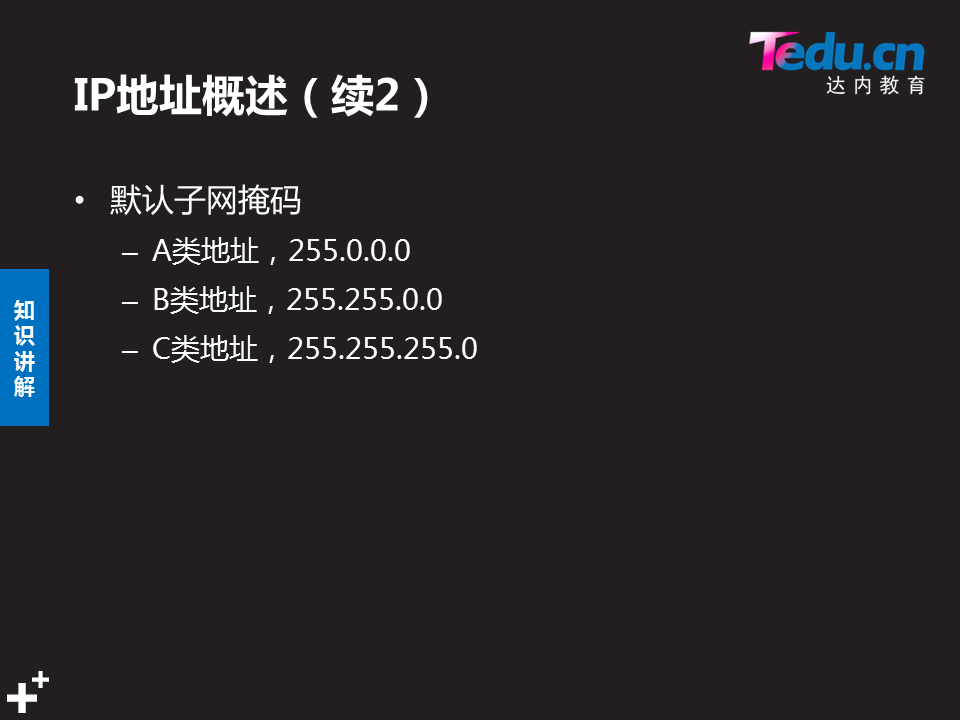 Tedu.cn
达内教育
IP地址概述（续2）
• 默认子网掩码
– A类地址，255.0.0.0
– B类地址，255.255.0.0
– C类地址，255.255.255.0
知
识
讲
解